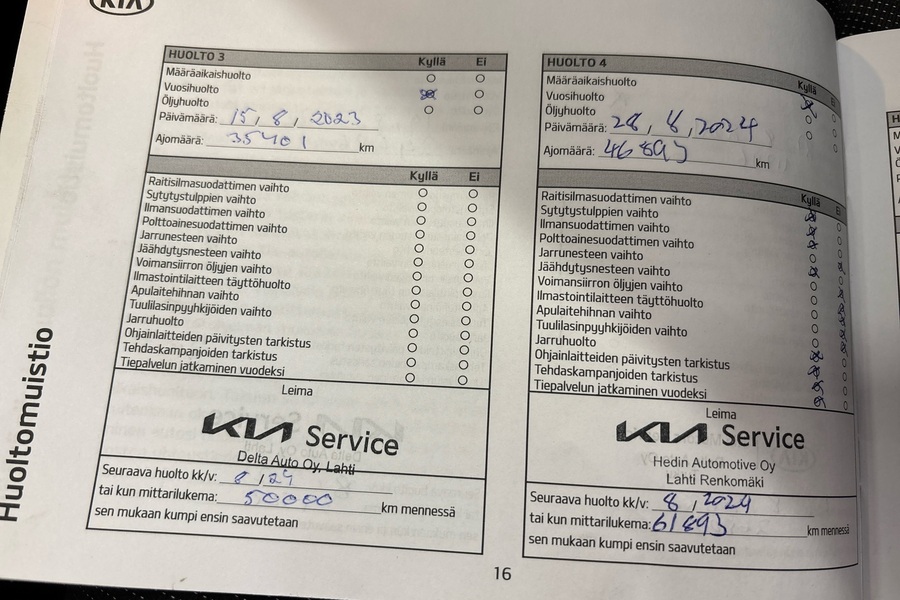 KIA
Huoltomuistio
HUOLTO 3 Kyllä Ei
Määräaikaishuolto
Vuosihuolto
Öljyhuolto
Päivämäärä: 15, 8, 2023
Ajomäärä: 35401 km
Kyllä Ei
Raitisilmasuodattimen vaihto
Sytytystulppien vaihto
Ilmansuodattimen vaihto
Polttoainesuodattimen vaihto
Jarrunesteen vaihto
Jäähdytysnesteen vaihto
Voimansiirron öljyjen vaihto
Ilmastointilaitteen täyttöhuolto
Apulaitehihnan vaihto
Tuulilasinpyyhkijöiden vaihto
Jarruhuolto
Ohjainlaitteiden päivitysten tarkistus
Tehdaskampanjoiden tarkistus
Tiepalvelun jatkaminen vuodeksi
Leima
KIA Service
Delta Auto Oy, Lahti
Seuraava huolto kk/v: 8, 24
tai kun mittarilukema: 50000 km mennessä
sen mukaan kumpi ensin saavutetaan
HUOLTO 4 Kyllä Ei
Määräaikaishuolto
Vuosihuolto
Öljyhuolto
Päivämäärä: 28, 8, 2024
Ajomäärä: 46893 km
Kyllä Ei
Raitisilmasuodattimen vaihto
Sytytystulppien vaihto
Ilmansuodattimen vaihto
Polttoainesuodattimen vaihto
Jarrunesteen vaihto
Jäähdytysnesteen vaihto
Voimansiirron öljyjen vaihto
Ilmastointilaitteen täyttöhuolto
Apulaitehihnan vaihto
Tuulilasinpyyhkijöiden vaihto
Jarruhuolto
Ohjainlaitteiden päivitysten tarkistus
Tehdaskampanjoiden tarkistus
Tiepalvelun jatkaminen vuodeksi
Leima
KIA Service
Hedin Automotive Oy
Lahti Renkomäki
Seuraava huolto kk/v: 8, 2024
tai kun mittarilukema: 61893 km mennessä
sen mukaan kumpi ensin saavutetaan
16